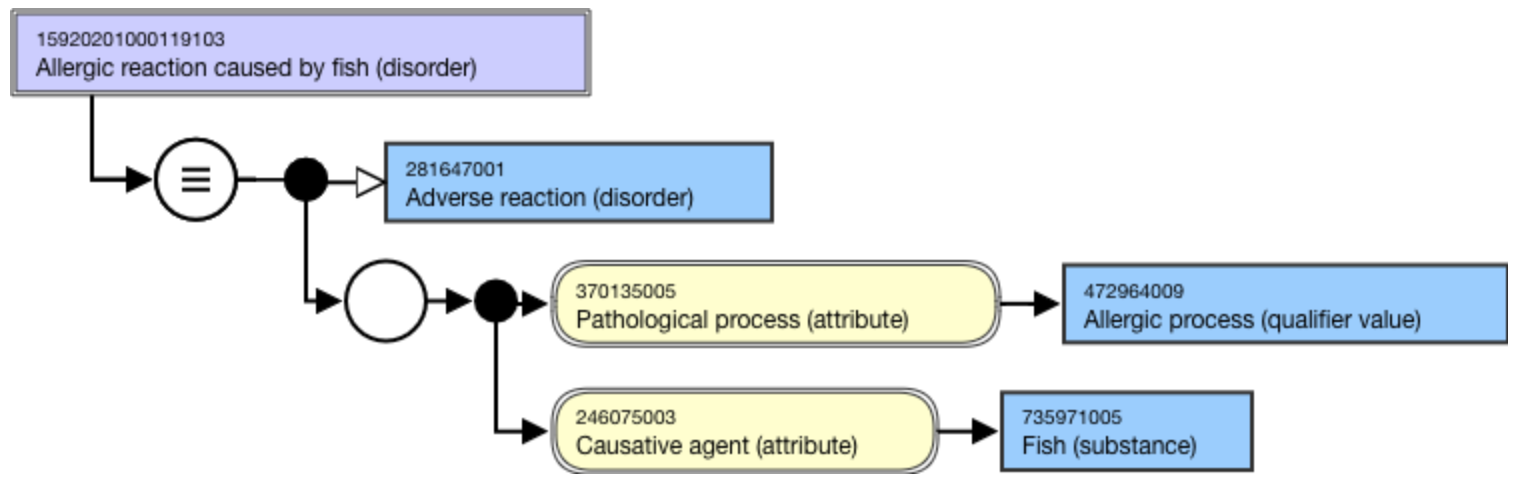 15920201000119103
Allergic reaction caused by fish (disorder)
281647001
Adverse reaction (disorder)
370135005
Pathological process (attribute)
472964009
Allergic process (qualifier value)
246075003
Causative agent (attribute)
735971005
Fish (substance)